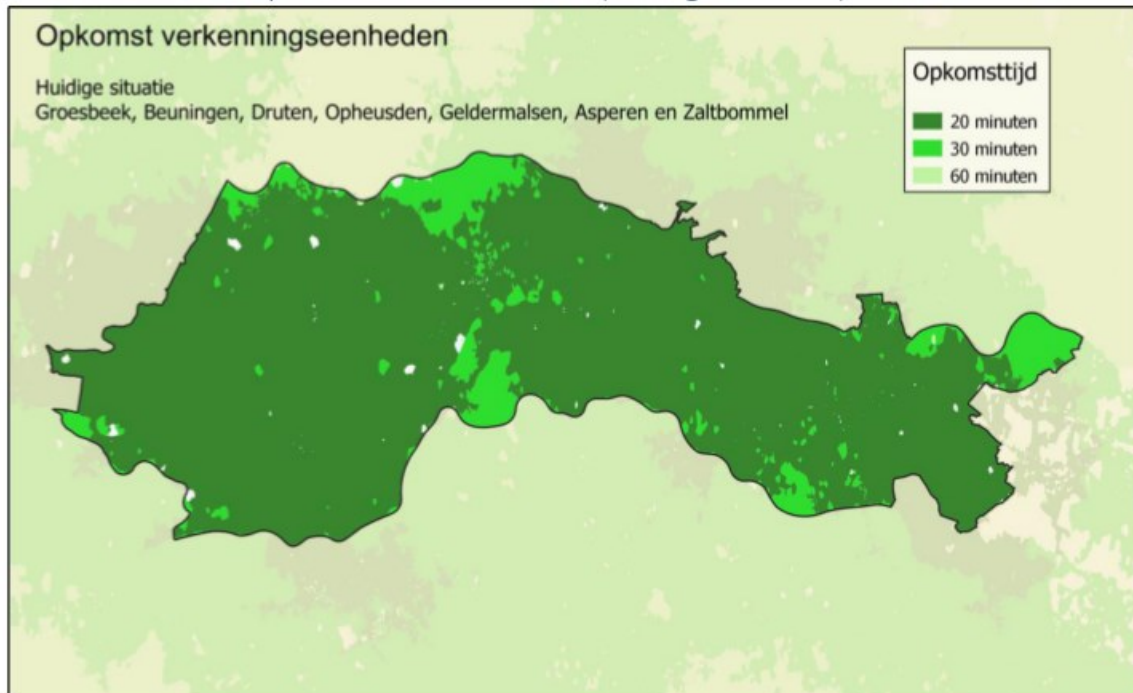 Opkomst verkenningseenheden
Huidige situatie
Groesbeek, Beuningen, Druten, Opheusden, Geldermalsen, Asperen en Zaltbommel
Opkomsttijd
20 minuten
30 minuten
60 minuten